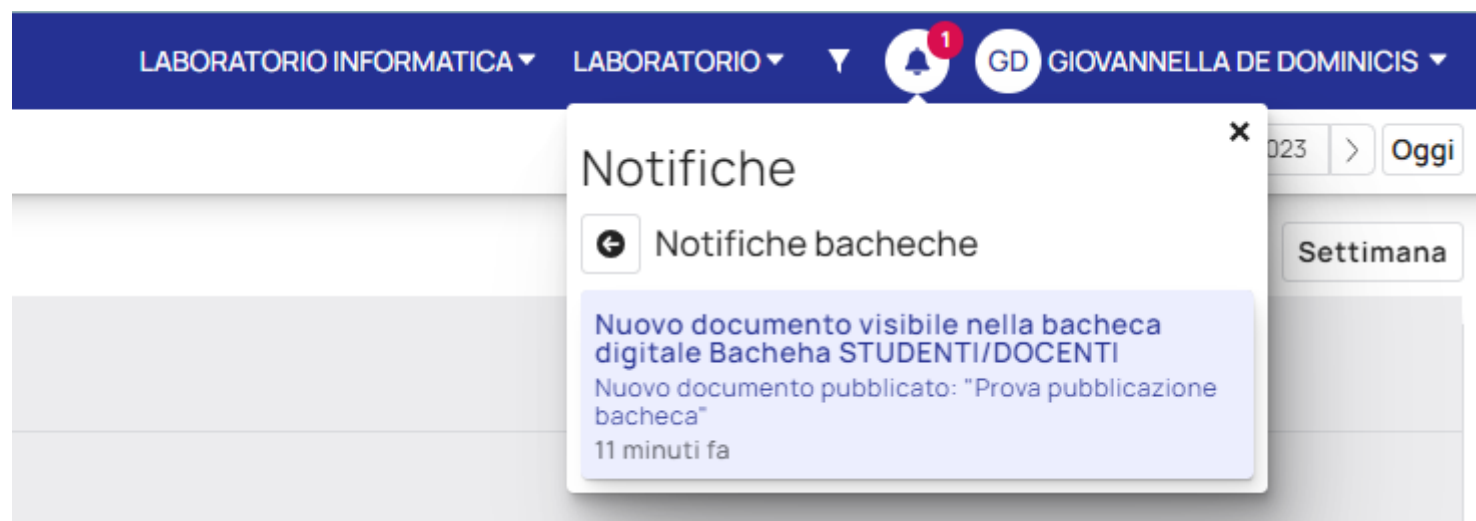 LABORATORIO INFORMATICA LABORATORIO 1 GD GIOVANNELLA DE DOMINICIS
Notifiche
023 Oggi
Notifiche bacheche
Settimana
Nuovo documento visibile nella bacheca
digitale Bacheha STUDENTI/DOCENTI
Nuovo documento pubblicato: "Prova pubblicazione
bacheca"
11 minuti fa